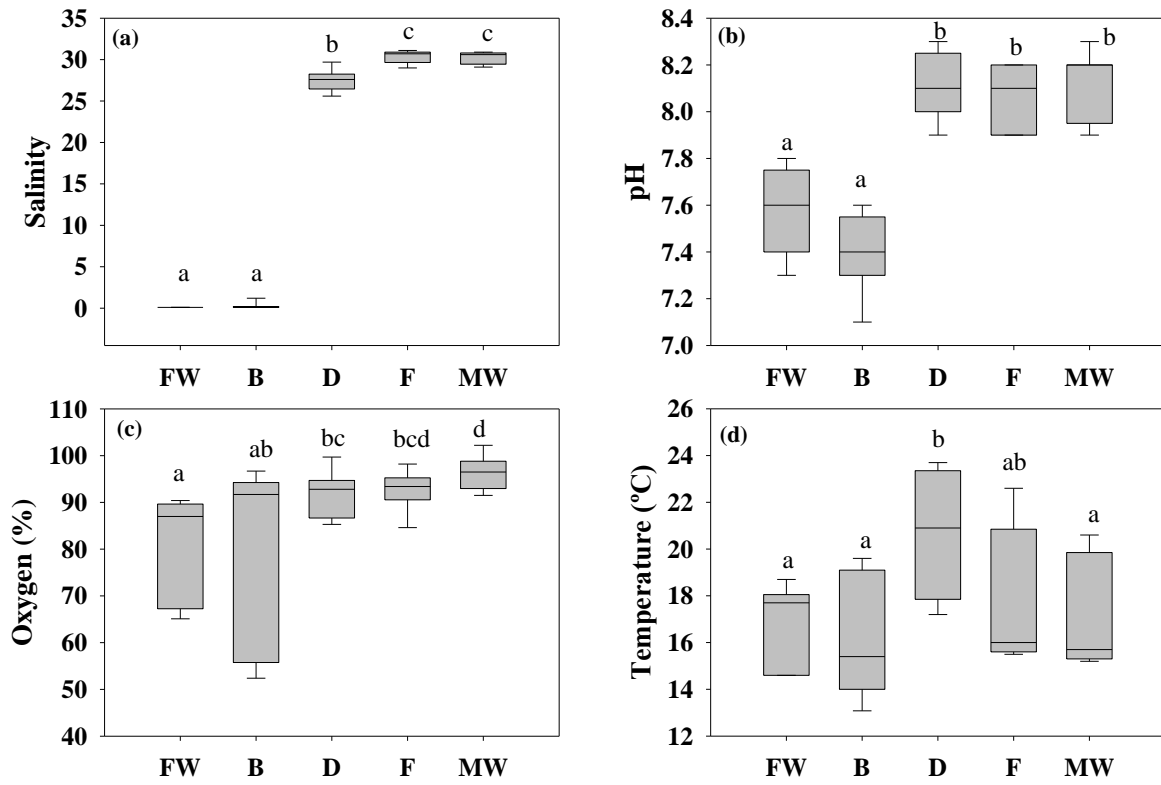 (a)
Salinity
35
30
25
20
15
10
5
0
a
a
b
c
c
FW B D F MW
(b)
pH
8.4
8.2
8.0
7.8
7.6
7.4
7.2
7.0
a
a
b
b
b
FW B D F MW
(c)
Oxygen (%)
110
100
90
80
70
60
50
40
a
ab
bc
bcd
d
FW B D F MW
(d)
Temperature (ºC)
26
24
22
20
18
16
14
12
a
a
b
ab
a
FW B D F MW